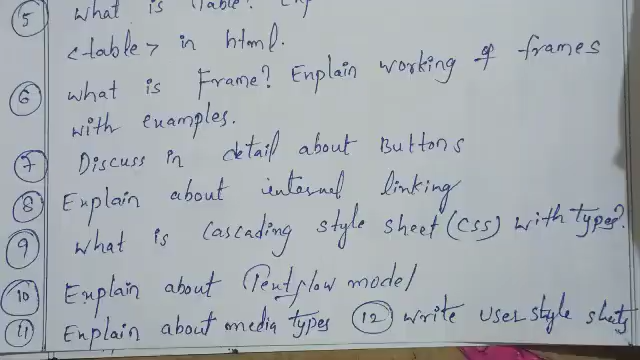 ⑤ What is Table?
<table> in html.
⑥ What is Frame? Explain working of frames
with examples.
⑦ Discuss in detail about Buttons
⑧ Explain about internal linking
⑨ What is Cascading style sheet (CSS) with types?
⑩ Explain about Textflow model
⑪ Explain about media types ⑫ Write User style sheets